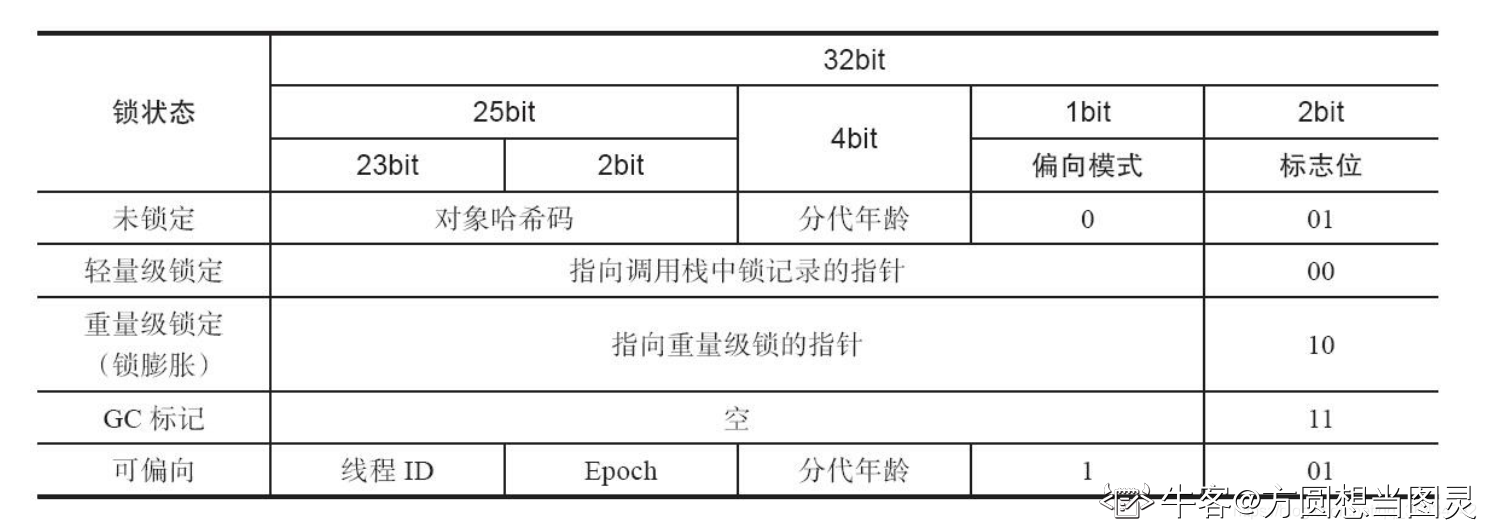 锁状态
32bit
25bit
4bit
1bit
2bit
23bit
2bit
偏向模式
标志位
未锁定
对象哈希码
分代年龄
0
01
轻量级锁定
指向调用栈中锁记录的指针
00
重量级锁定
（锁膨胀）
指向重量级锁的指针
10
GC 标记
空
11
可偏向
线程 ID
Epoch
分代年龄
1
01
牛客@方圆想当图灵